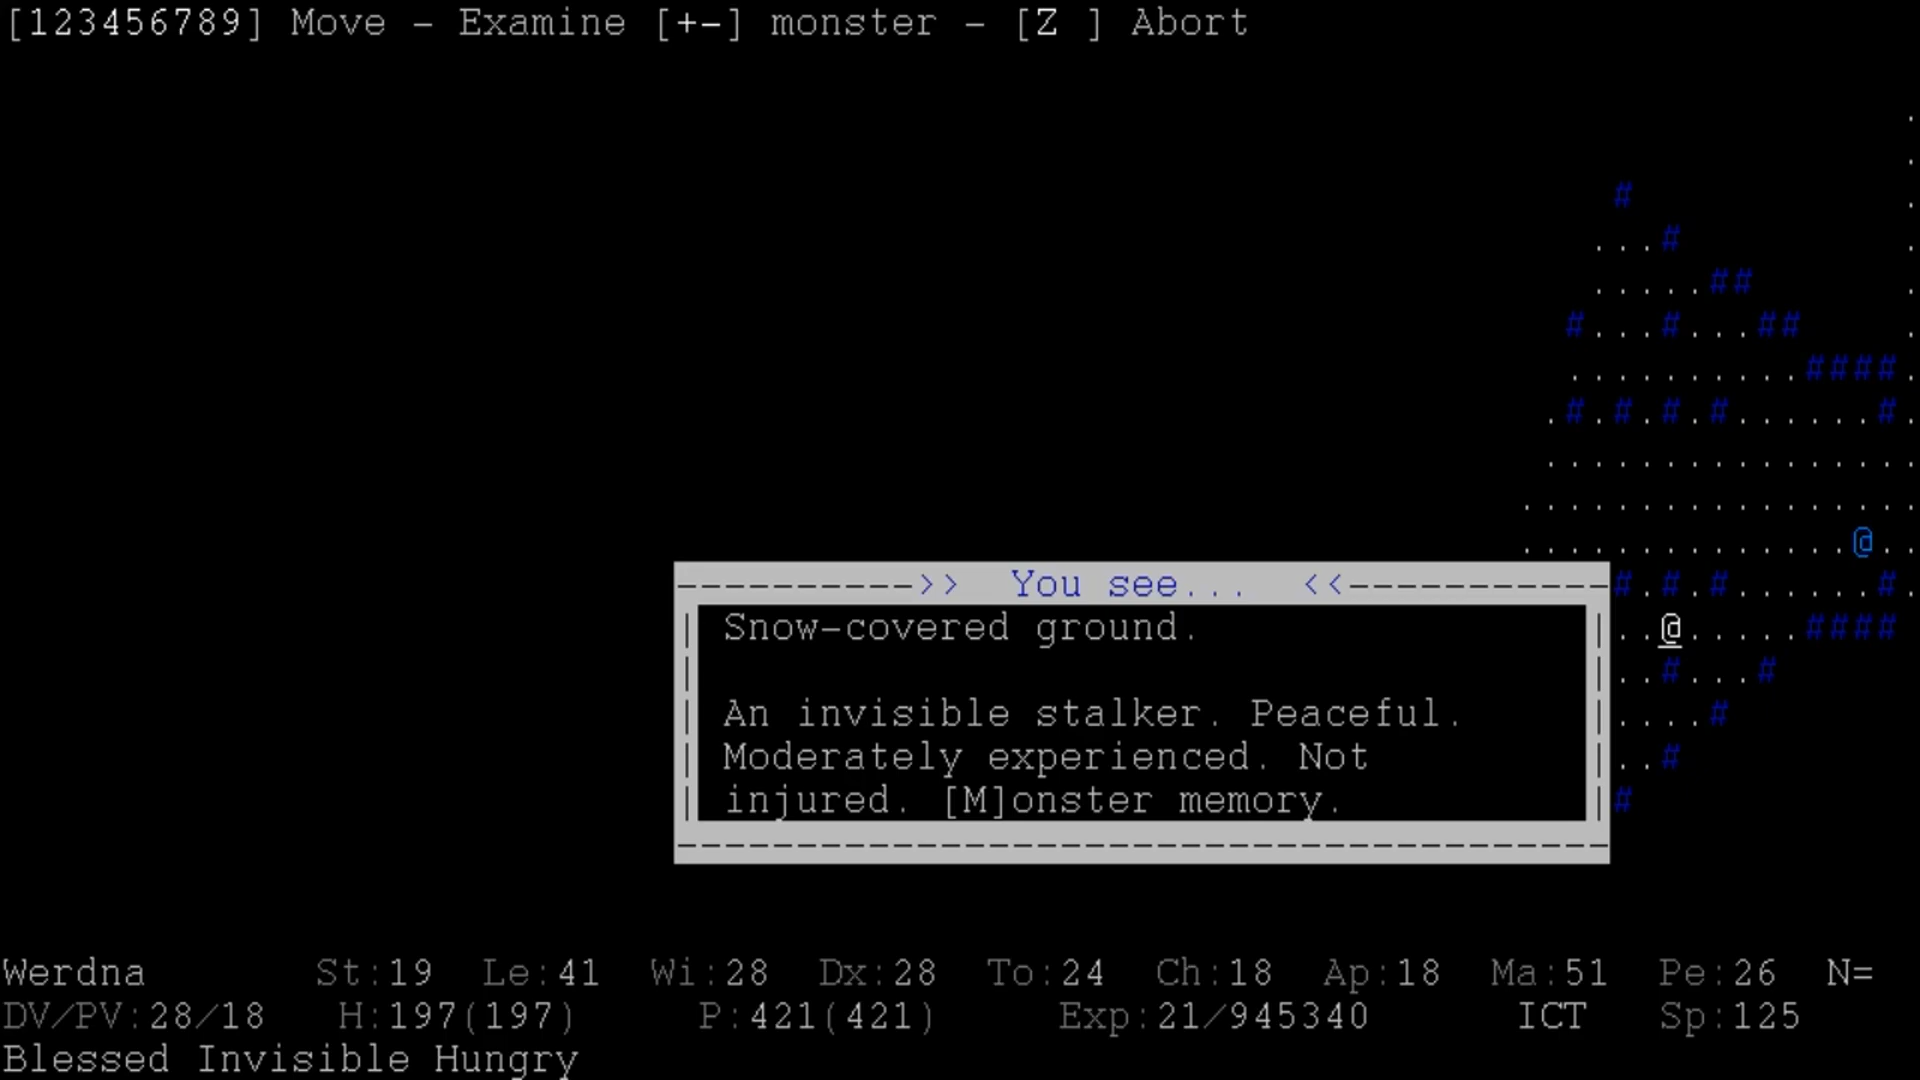 [123456789] Move - Examine [+-] monster - [Z ] Abort
.
.
# .
...# .
.....## .
#...#...## .
..........####.
.#.#.#.#......#.
................
.................
..............@..
---------->>  You see...  <<----------- #.#.#......#.
Snow-covered ground. ..@.....####
..#...#
An invisible stalker. Peaceful. ....#
Moderately experienced. Not ..#
injured. [M]onster memory. #
---------------------------------------
Werdna St:19 Le:41 Wi:28 Dx:28 To:24 Ch:18 Ap:18 Ma:51 Pe:26 N=
DV/PV:28/18 H:197(197) P:421(421) Exp:21/945340 ICT Sp:125
Blessed Invisible Hungry